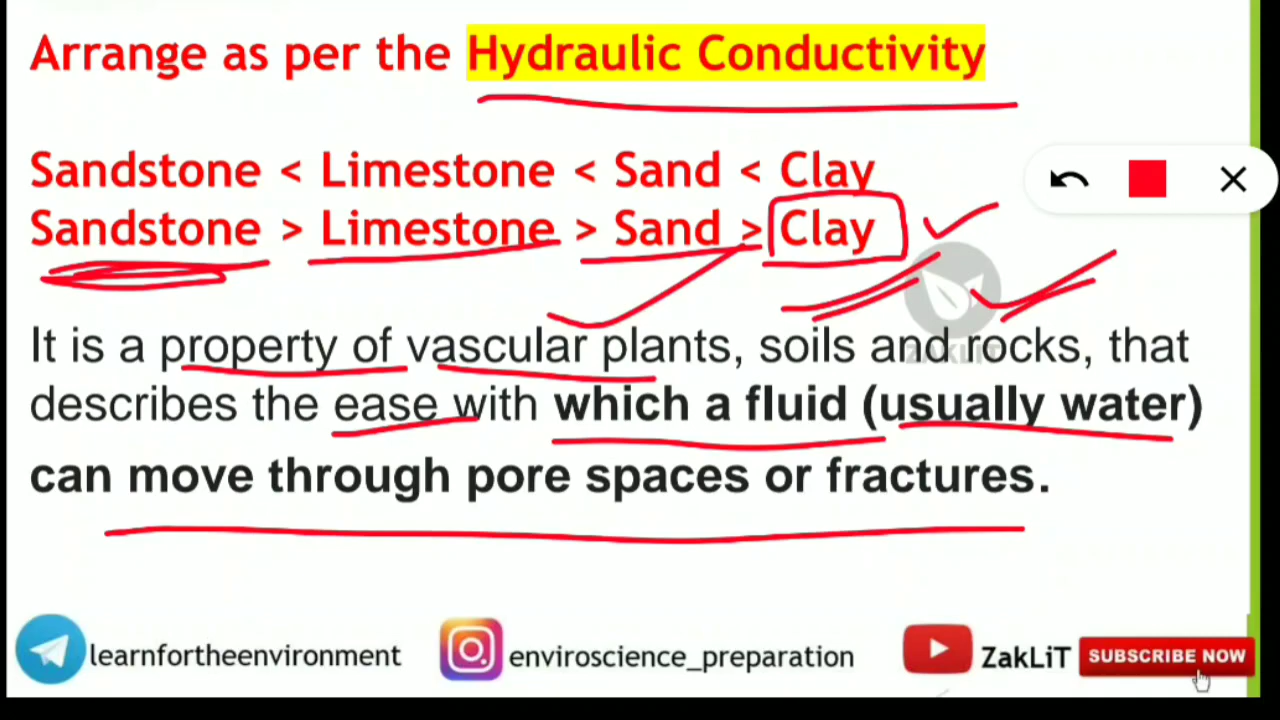 Arrange as per the Hydraulic Conductivity
Sandstone < Limestone < Sand < Clay
Sandstone > Limestone > Sand > Clay
ZAKLIT
It is a property of vascular plants, soils and rocks, that
describes the ease with which a fluid (usually water)
can move through pore spaces or fractures.
learnfortheenvironment
enviroscience_preparation
ZakLiT
SUBSCRIBE NOW